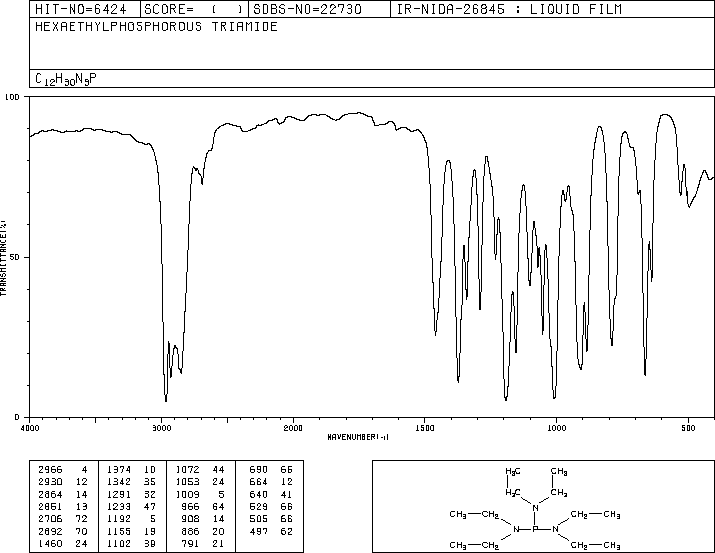 HIT-NO=6424 SCORE= ( ) SDBS-NO=22730 IR-NIDA-26845 : LIQUID FILM
HEXAETHYLPHOSPHOROUS TRIAMIDE
C12H30N3P
100
50
0
TRANSMITTANCE(%)
4000 3000 2000 1500 1000 500
WAVENUMBER(-1)
2966 4 1374 10 1072 44 690 66
2930 12 1342 35 1053 24 664 12
2864 14 1291 32 1009 5 640 41
2851 13 1233 47 966 64 529 66
2706 72 1192 5 908 14 505 66
2692 70 1155 19 886 20 497 62
1460 24 1102 39 791 21
H3C CH3
H2C CH2
N
CH3 CH2 N P N CH2 CH3
CH3 CH2 CH2 CH3